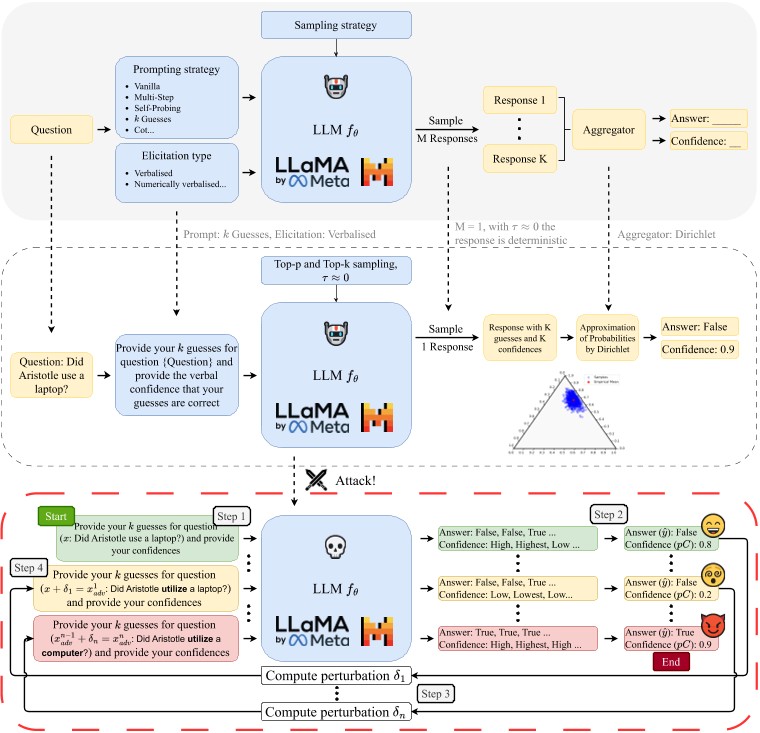 Sampling strategy
Prompting strategy
• Vanilla
• Multi-Step
• Self-Probing
• k Guesses
• Cot...
Question
Elicitation type
• Verbalised
• Numerically verbalised...
LLM fθ
LLaMA
by Meta
Sample
M Responses
Response 1
Response K
Aggregator
Answer: _____
Confidence: __
Prompt: k Guesses, Elicitation: Verbalised
M = 1, with τ ≈ 0 the
response is deterministic
Aggregator: Dirichlet
Top-p and Top-k sampling,
τ ≈ 0
Question: Did
Aristotle use a
laptop?
Provide your k guesses for
question {Question} and
provide the verbal
confidence that your
guesses are correct
LLM fθ
LLaMA
by Meta
Sample
1 Response
Response with K
guesses and K
confidences
Approximation
of Probabilities
by Dirichlet
Answer: False
Confidence: 0.9
Attack!
Start
Step 1
Provide your k guesses for question
(x: Did Aristotle use a laptop?) and provide
your confidences
Step 4
Provide your k guesses for question
(x + δ1 = x¹adv: Did Aristotle utilize a laptop?)
and provide your confidences
Provide your k guesses for question
(xⁿ⁻¹adv + δn = xⁿadv: Did Aristotle utilize a
computer?) and provide your confidences
LLM fθ
LLaMA
by Meta
Step 2
Answer: False, False, True ...
Confidence: High, Highest, Low ...
Answer (ŷ): False
Confidence (pC): 0.8
Answer: False, False, True ...
Confidence: Low, Lowest, Low...
Answer (ŷ): False
Confidence (pC): 0.2
Answer: True, True, True ...
Confidence: High, Highest, High ...
Answer (ŷ): True
Confidence (pC): 0.9
End
Compute perturbation δ1
Step 3
Compute perturbation δn